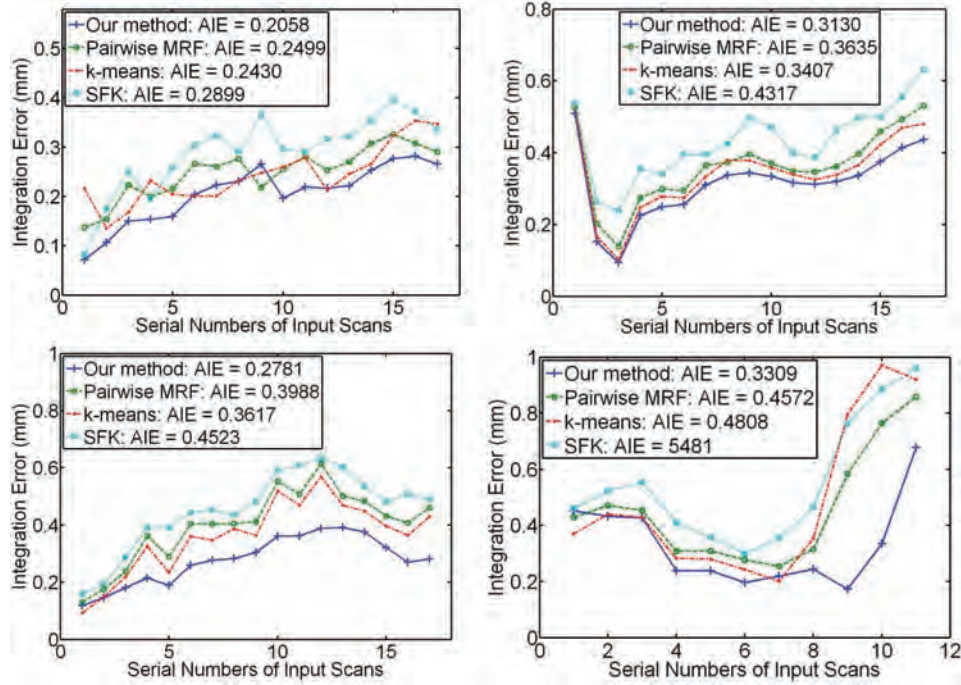 Our method: AIE = 0.2058
Pairwise MRF: AIE = 0.2499
k-means: AIE = 0.2430
SFK: AIE = 0.2899
Integration Error (mm)
0.5
0.4
0.3
0.2
0.1
0
0 5 10 15
Serial Numbers of Input Scans
Our method: AIE = 0.3130
Pairwise MRF: AIE = 0.3635
k-means: AIE = 0.3407
SFK: AIE = 0.4317
Integration Error (mm)
0.8
0.6
0.4
0.2
0
0 5 10 15
Serial Numbers of Input Scans
Our method: AIE = 0.2781
Pairwise MRF: AIE = 0.3988
k-means: AIE = 0.3617
SFK: AIE = 0.4523
Integration Error (mm)
1
0.8
0.6
0.4
0.2
0
0 5 10 15
Serial Numbers of Input Scans
Our method: AIE = 0.3309
Pairwise MRF: AIE = 0.4572
k-means: AIE = 0.4808
SFK: AIE = 5481
Integration Error (mm)
1
0.8
0.6
0.4
0.2
0
0 2 4 6 8 10 12
Serial Numbers of Input Scans